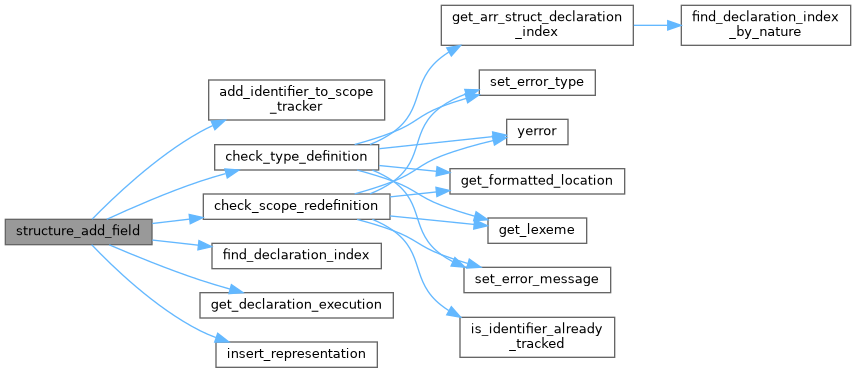 get_arr_struct_declaration
_index
find_declaration_index
_by_nature
set_error_type
add_identifier_to_scope
_tracker
yerror
check_type_definition
get_formatted_location
check_scope_redefinition
structure_add_field
get_lexeme
find_declaration_index
set_error_message
get_declaration_execution
is_identifier_already
_tracked
insert_representation